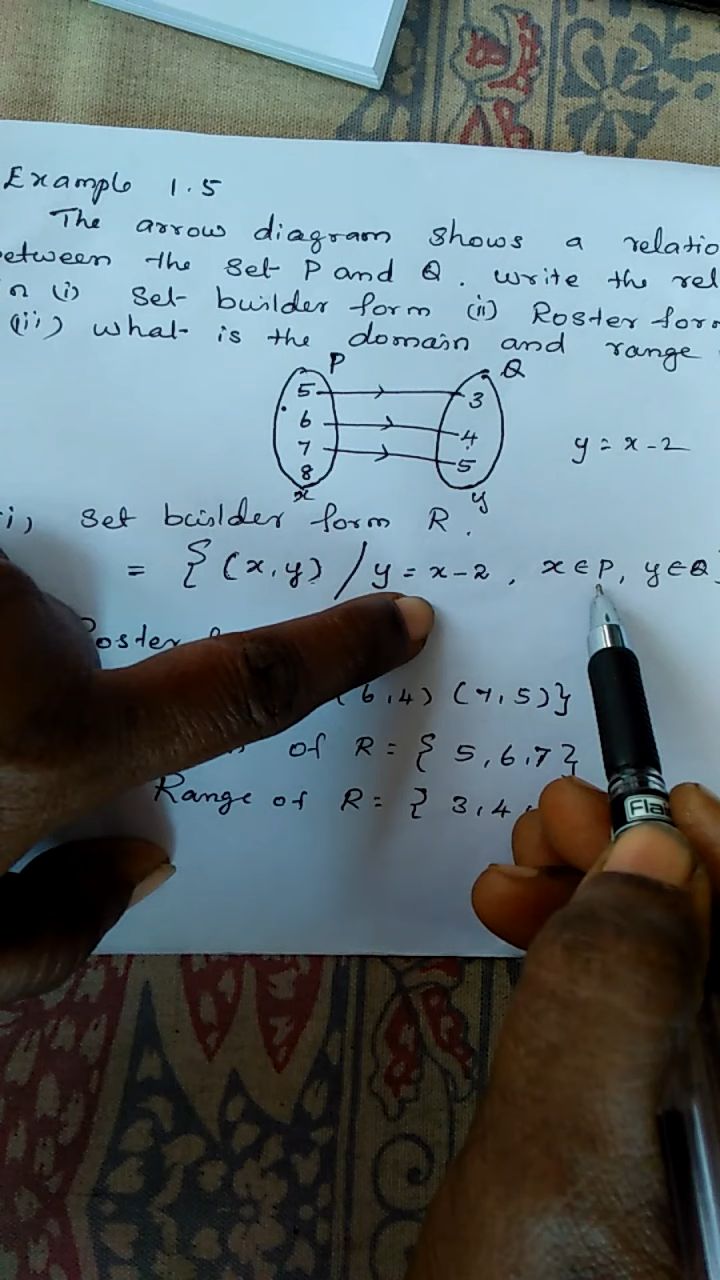 Example 1.5
The arrow diagram shows a relatio
etween the set P and Q. write the rel
n (i) Set builder form (ii) Roster for
(iii) what is the domain and range
P Q
5 3
6 4
7 5
8
x y
y = x - 2
i) Set builder form R.
= { (x,y) / y = x - 2, x ∈ P, y ∈ Q }
Roster f
(6,4) (7,5)}
of R = { 5,6,7 }
Range of R = { 3,4,
Flai